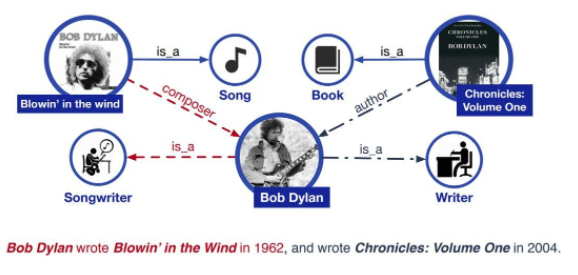 BOB DYLAN
is_a
Song
Blowin' in the wind
composer
is_a
Book
CHRONICLES
VOLUME ONE
BOB DYLAN
Chronicles:
Volume One
author
is_a
Songwriter
Bob Dylan
is_a
Writer
Bob Dylan wrote Blowin' in the Wind in 1962, and wrote Chronicles: Volume One in 2004.